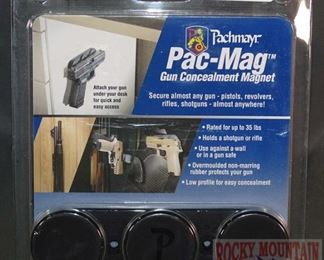 Pachmayr
Pac-Mag™
Gun Concealment Magnet
Attach your gun
under your desk for
quick and easy
access
Secure almost any gun - pistols, revolvers,
rifles, shotguns - almost anywhere!
• Rated for up to 35 lbs
• Holds a shotgun or rifle
• Use against a wall
or in a gun safe
• Overmoulded non-marring
rubber protects your gun
• Low profile for easy concealment
ROCKY MOUNTAIN